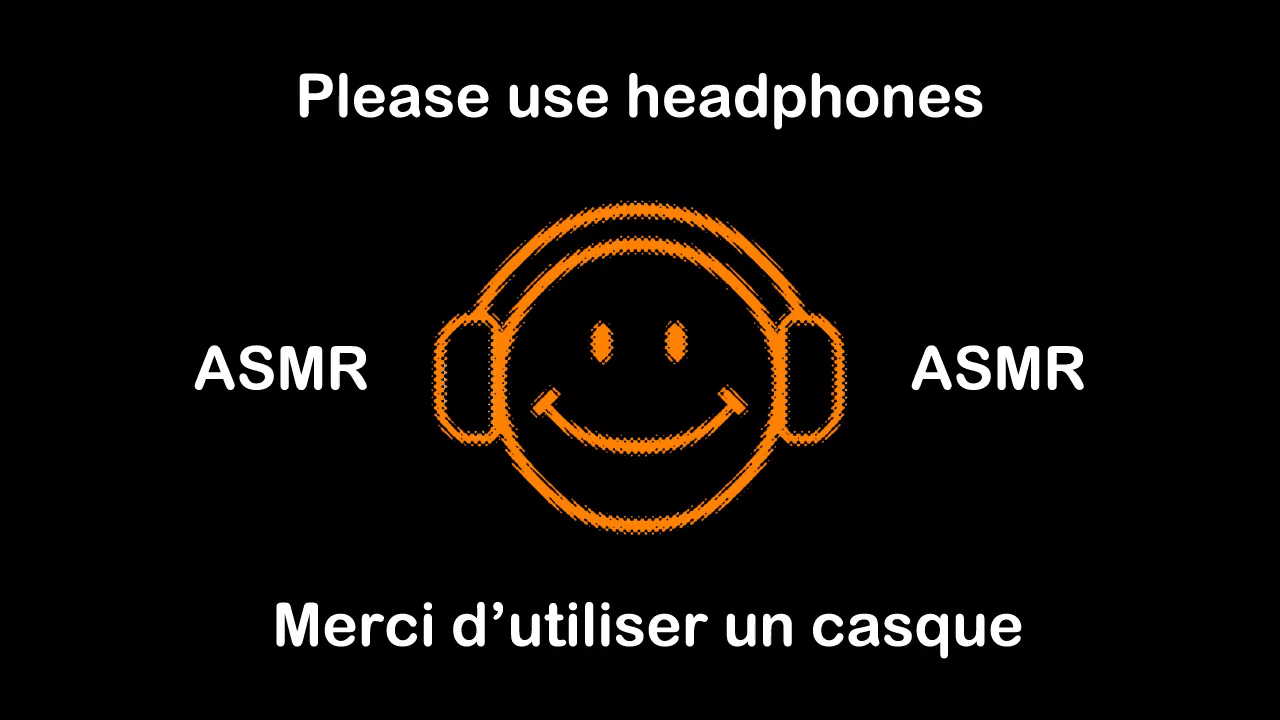 Please use headphones
ASMR ASMR
Merci d’utiliser un casque